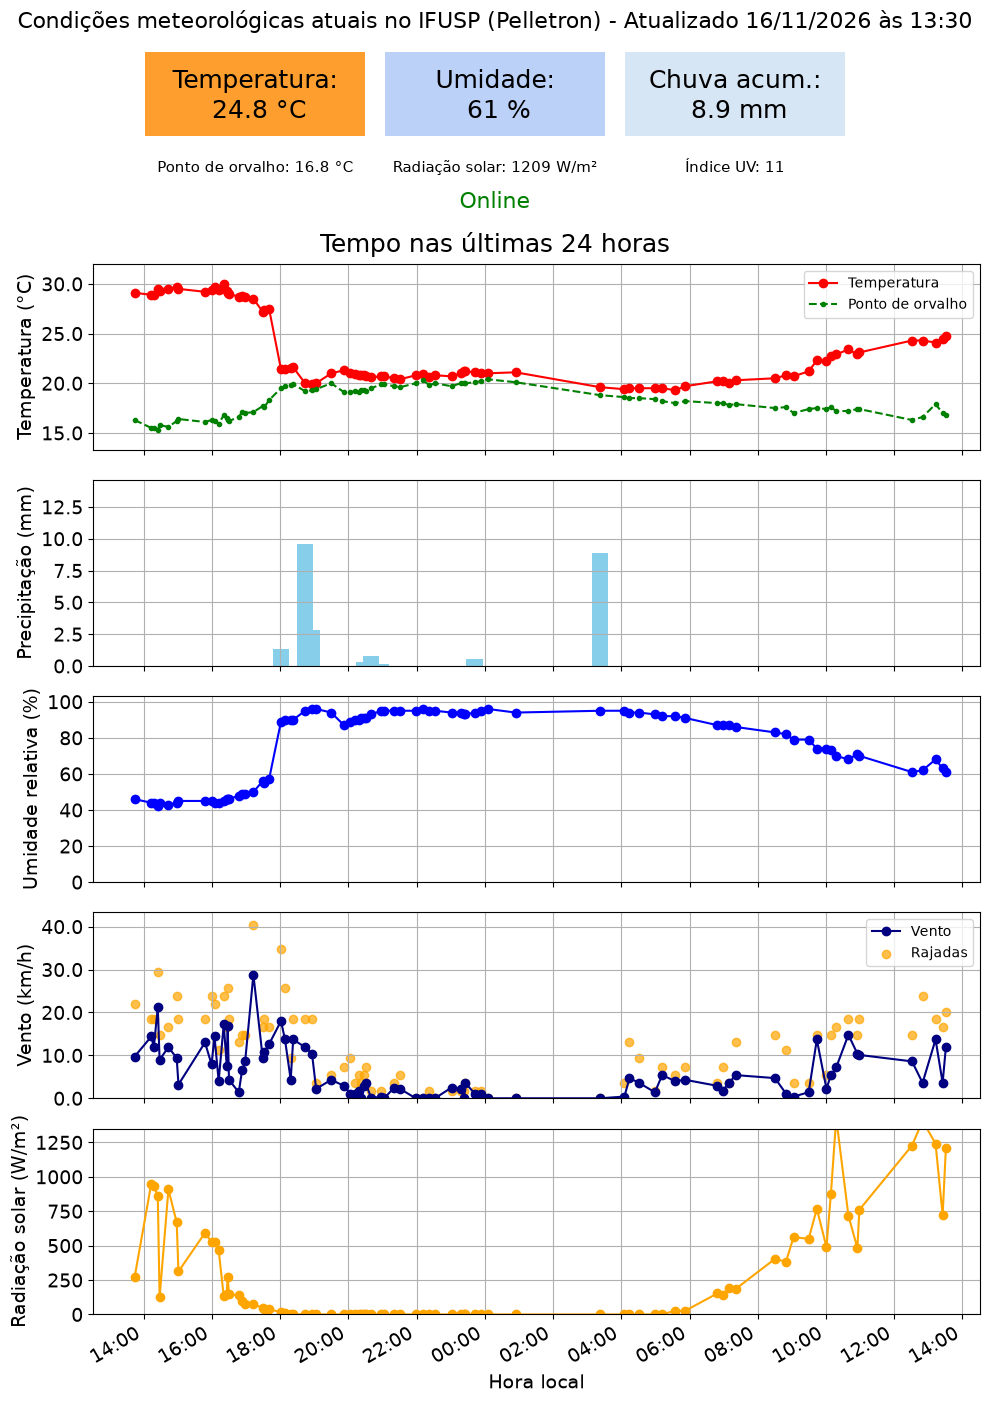 Condições meteorológicas atuais no IFUSP (Pelletron) - Atualizado 16/11/2026 às 13:30
Temperatura:
24.8 °C
Umidade:
61 %
Chuva acum.:
8.9 mm
Ponto de orvalho: 16.8 °C
Radiação solar: 1209 W/m²
Índice UV: 11
Online
Tempo nas últimas 24 horas
Temperatura (°C)
30.0
25.0
20.0
15.0
Temperatura
Ponto de orvalho
Precipitação (mm)
12.5
10.0
7.5
5.0
2.5
0.0
Umidade relativa (%)
100
80
60
40
20
0
Vento (km/h)
40.0
30.0
20.0
10.0
0.0
Vento
Rajadas
Radiação solar (W/m²)
1250
1000
750
500
250
0
14:00
16:00
18:00
20:00
22:00
00:00
02:00
04:00
06:00
08:00
10:00
12:00
14:00
Hora local